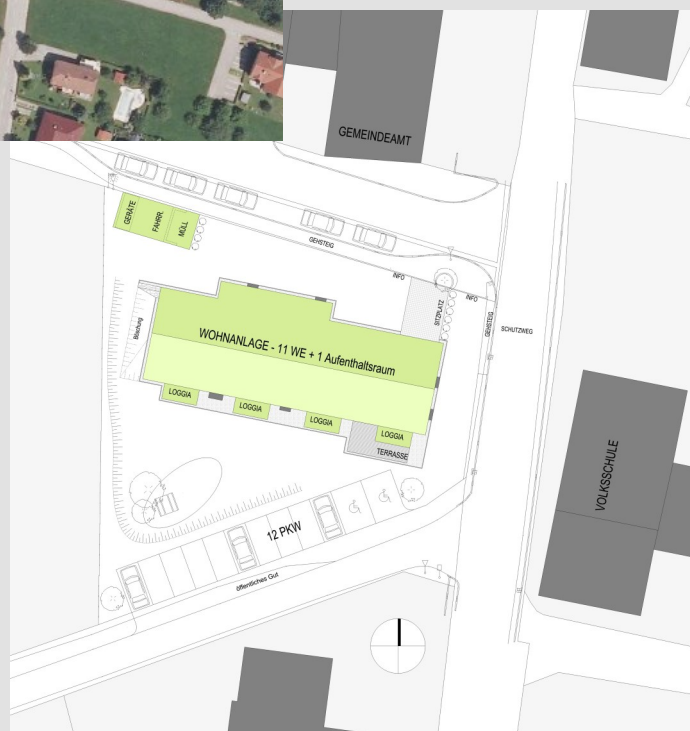 GEMEINDEAMT
GERÄTE
FAHRR.
MÜLL
GEHSTEIG
INFO
INFO
SITZPLATZ
GEHSTEIG
SCHUTZWEG
Böschung
WOHNANLAGE - 11 WE + 1 Aufenthaltsraum
LOGGIA
LOGGIA
LOGGIA
LOGGIA
TERRASSE
VOLKSSCHULE
12 PKW
öffentliches Gut